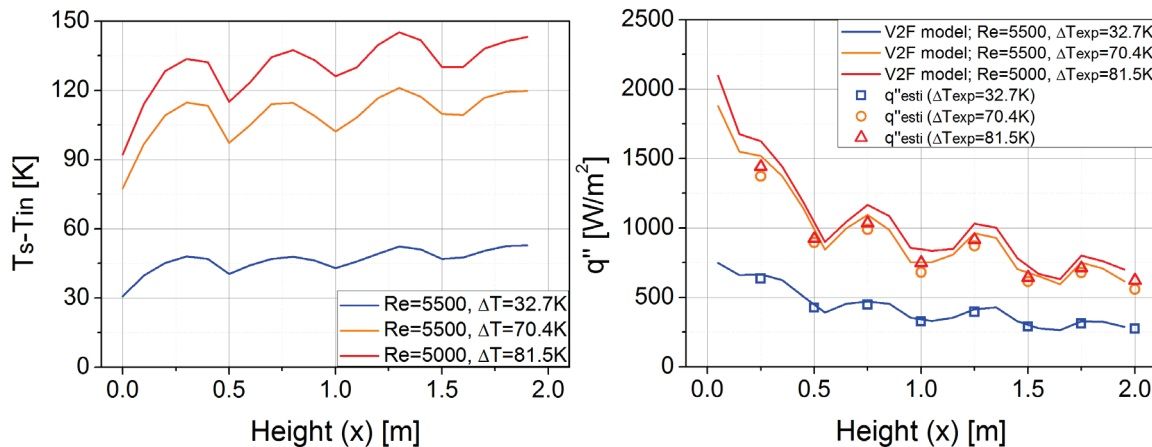 150
120
90
60
30
0
Ts-Tin [K]
Re=5500, ΔT=32.7K
Re=5500, ΔT=70.4K
Re=5000, ΔT=81.5K
0.0 0.5 1.0 1.5 2.0
Height (x) [m]
2500
2000
1500
1000
500
0
q" [W/m²]
V2F model; Re=5500, ΔTexp=32.7K
V2F model; Re=5500, ΔTexp=70.4K
V2F model; Re=5000, ΔTexp=81.5K
q"esti (ΔTexp=32.7K)
q"esti (ΔTexp=70.4K)
q"esti (ΔTexp=81.5K)
0.0 0.5 1.0 1.5 2.0
Height (x) [m]